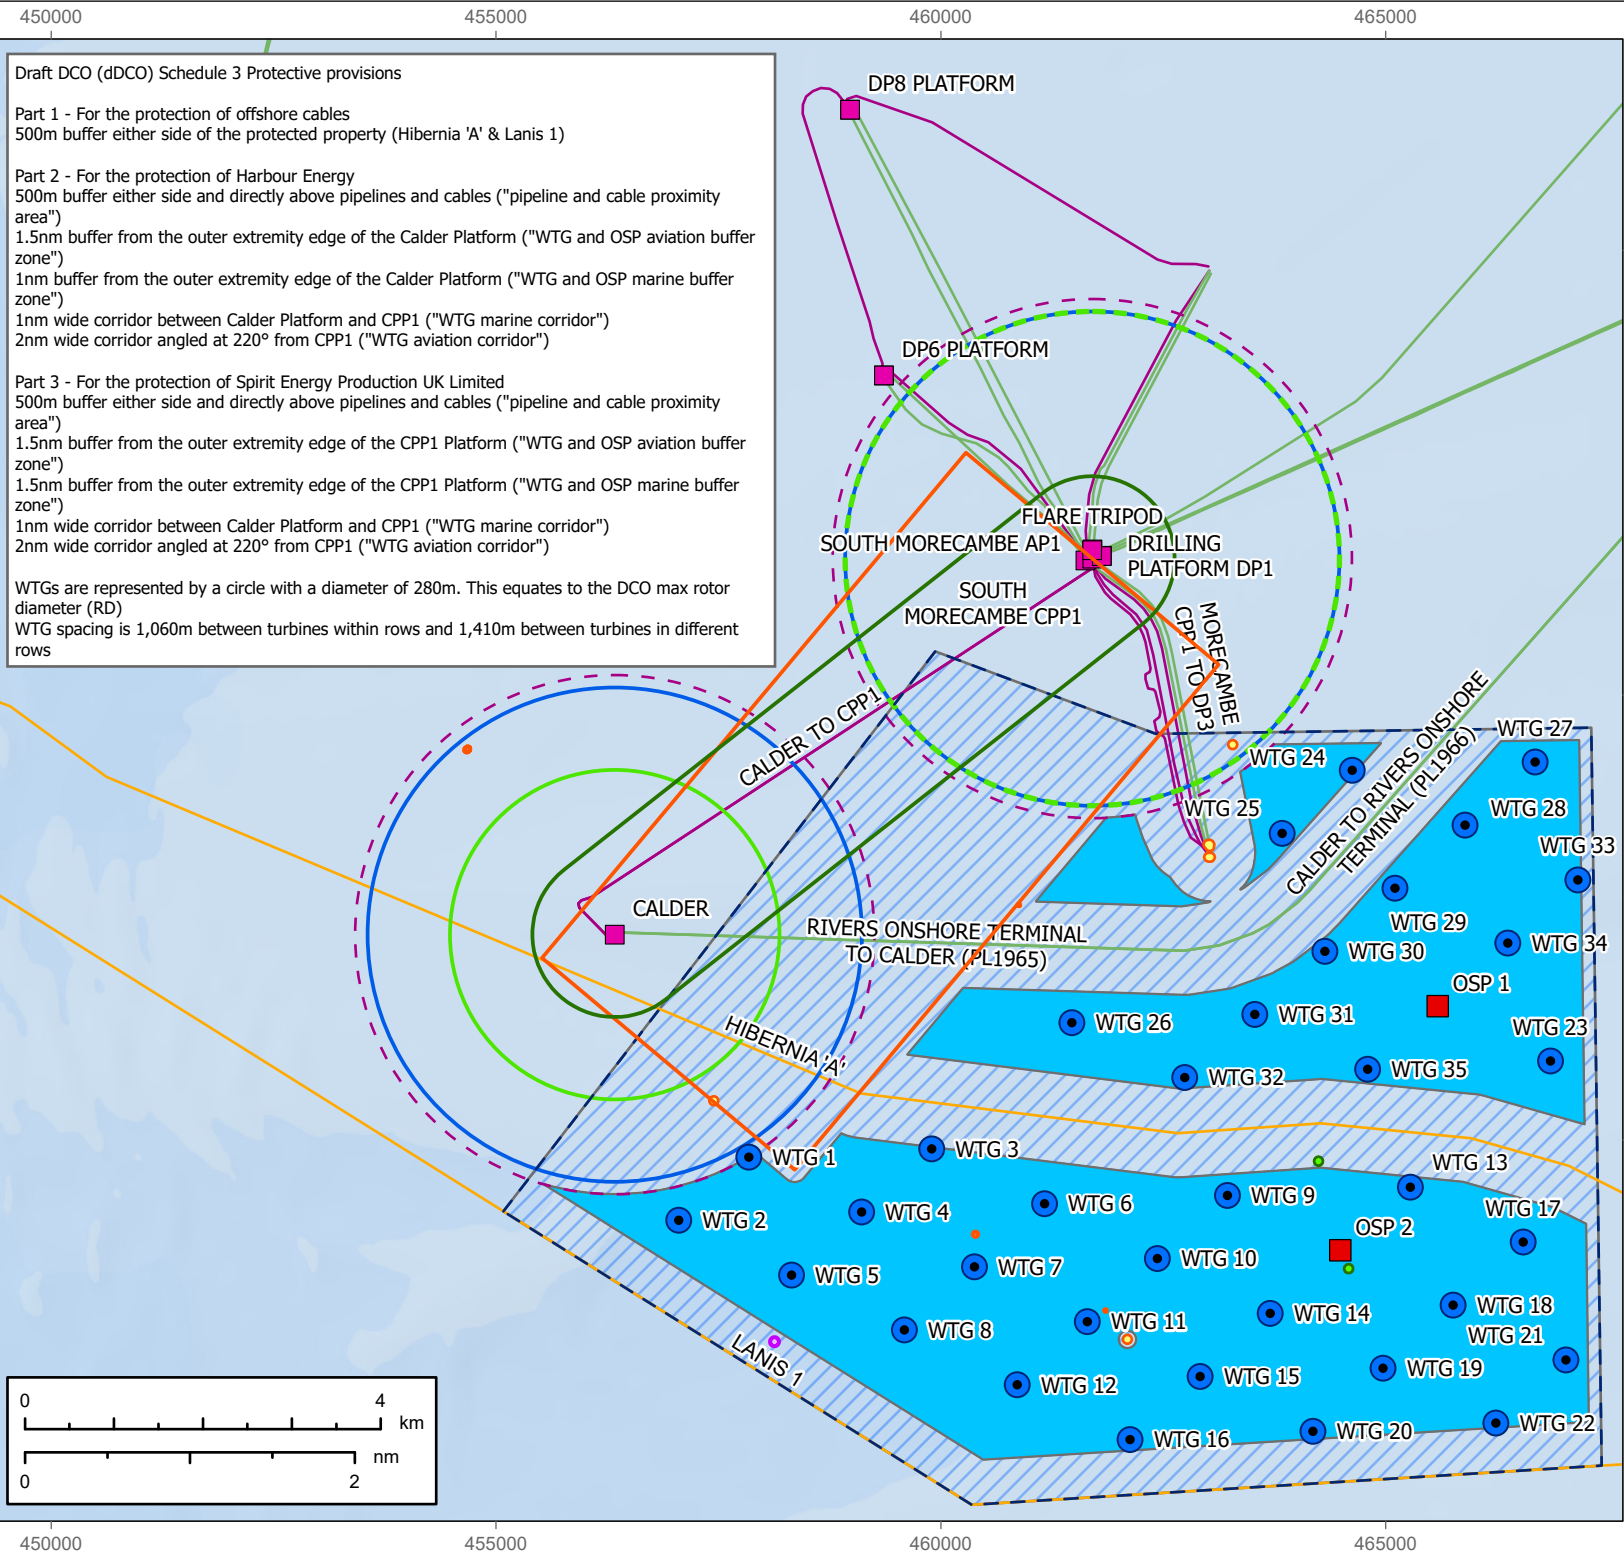 450000
455000
460000
465000
Draft DCO (dDCO) Schedule 3 Protective provisions
Part 1 - For the protection of offshore cables
500m buffer either side of the protected property (Hibernia 'A' & Lanis 1)
Part 2 - For the protection of Harbour Energy
500m buffer either side and directly above pipelines and cables ("pipeline and cable proximity
area")
1.5nm buffer from the outer extremity edge of the Calder Platform ("WTG and OSP aviation buffer
zone")
1nm buffer from the outer extremity edge of the Calder Platform ("WTG and OSP marine buffer
zone")
1nm wide corridor between Calder Platform and CPP1 ("WTG marine corridor")
2nm wide corridor angled at 220° from CPP1 ("WTG aviation corridor")
Part 3 - For the protection of Spirit Energy Production UK Limited
500m buffer either side and directly above pipelines and cables ("pipeline and cable proximity
area")
1.5nm buffer from the outer extremity edge of the CPP1 Platform ("WTG and OSP aviation buffer
zone")
1.5nm buffer from the outer extremity edge of the CPP1 Platform ("WTG and OSP marine buffer
zone")
1nm wide corridor between Calder Platform and CPP1 ("WTG marine corridor")
2nm wide corridor angled at 220° from CPP1 ("WTG aviation corridor")
WTGs are represented by a circle with a diameter of 280m. This equates to the DCO max rotor
diameter (RD)
WTG spacing is 1,060m between turbines within rows and 1,410m between turbines in different
rows
DP8 PLATFORM
DP6 PLATFORM
FLARE TRIPOD
SOUTH MORECAMBE AP1
DRILLING
PLATFORM DP1
SOUTH
MORECAMBE CPP1
MORECAMBE
CPP1 TO DP3
CALDER TO CPP1
CALDER TO RIVERS ONSHORE
TERMINAL (PL1966)
WTG 27
WTG 24
WTG 25
WTG 28
WTG 33
CALDER
RIVERS ONSHORE TERMINAL
TO CALDER (PL1965)
WTG 29
WTG 30
WTG 34
OSP 1
WTG 26
WTG 31
WTG 23
HIBERNIA 'A'
WTG 32
WTG 35
WTG 1
WTG 3
WTG 13
WTG 2
WTG 4
WTG 6
WTG 9
WTG 17
OSP 2
WTG 5
WTG 7
WTG 10
WTG 8
WTG 11
WTG 14
WTG 18
WTG 21
LANIS 1
WTG 12
WTG 15
WTG 19
WTG 16
WTG 20
WTG 22
0
4
km
nm
0
2
450000
455000
460000
465000